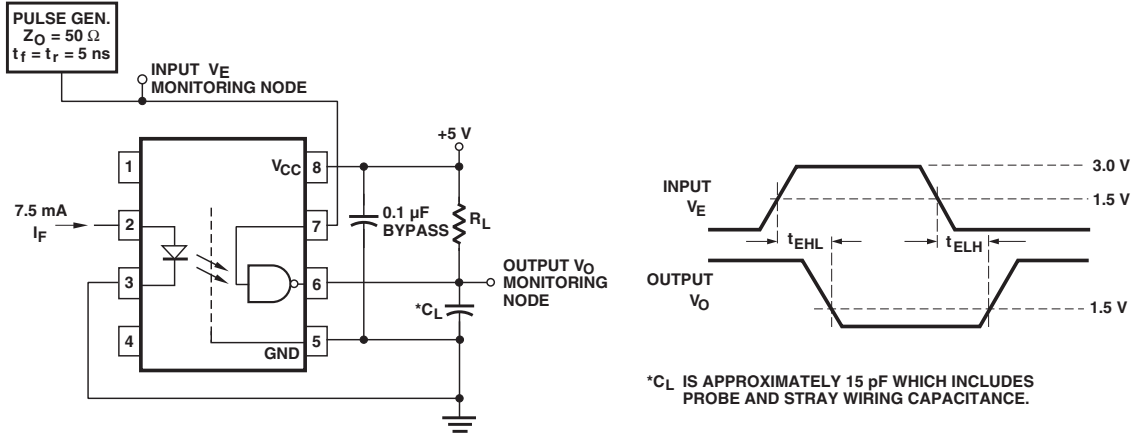 PULSE GEN.
ZO = 50 Ω
tf = tr = 5 ns
INPUT VE
MONITORING NODE
+5 V
1
VCC
8
7.5 mA
IF
2
0.1 µF
BYPASS
RL
7
3
6
OUTPUT VO
MONITORING
NODE
*CL
4
GND
5
INPUT
VE
3.0 V
1.5 V
tEHL
tELH
OUTPUT
VO
1.5 V
*CL IS APPROXIMATELY 15 pF WHICH INCLUDES
PROBE AND STRAY WIRING CAPACITANCE.